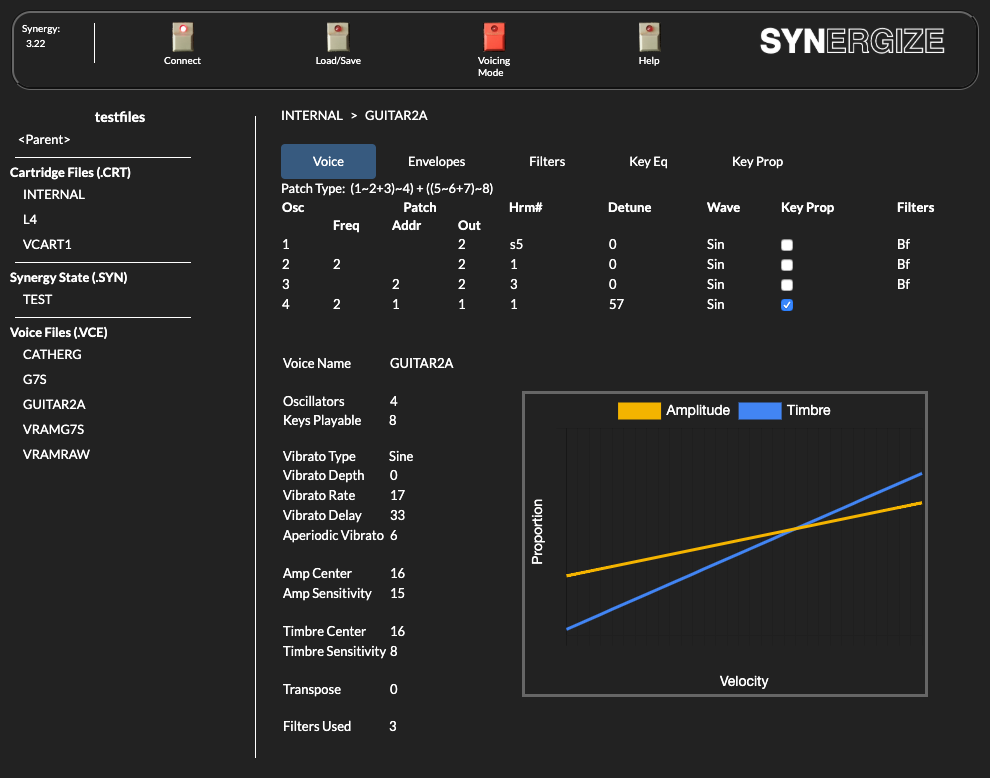 Synergy:
3.22
Connect
Load/Save
Voicing
Mode
Help
SYNERGIZE
testfiles
<Parent>
Cartridge Files (.CRT)
INTERNAL
L4
VCART1
Synergy State (.SYN)
TEST
Voice Files (.VCE)
CATHERG
G7S
GUITAR2A
VRAMG7S
VRAMRAW
INTERNAL > GUITAR2A
Voice Envelopes Filters Key Eq Key Prop
Patch Type: (1~2+3)~4) + ((5~6+7)~8)
Osc Patch Hrm# Detune Wave Key Prop Filters
Freq Addr Out
1 2 s5 0 Sin Bf
2 2 2 1 0 Sin Bf
3 2 2 3 0 Sin Bf
4 2 1 1 1 57 Sin
Voice Name GUITAR2A
Oscillators 4
Keys Playable 8
Vibrato Type Sine
Vibrato Depth 0
Vibrato Rate 17
Vibrato Delay 33
Aperiodic Vibrato 6
Amp Center 16
Amp Sensitivity 15
Timbre Center 16
Timbre Sensitivity 8
Transpose 0
Filters Used 3
Amplitude Timbre
Proportion
Velocity